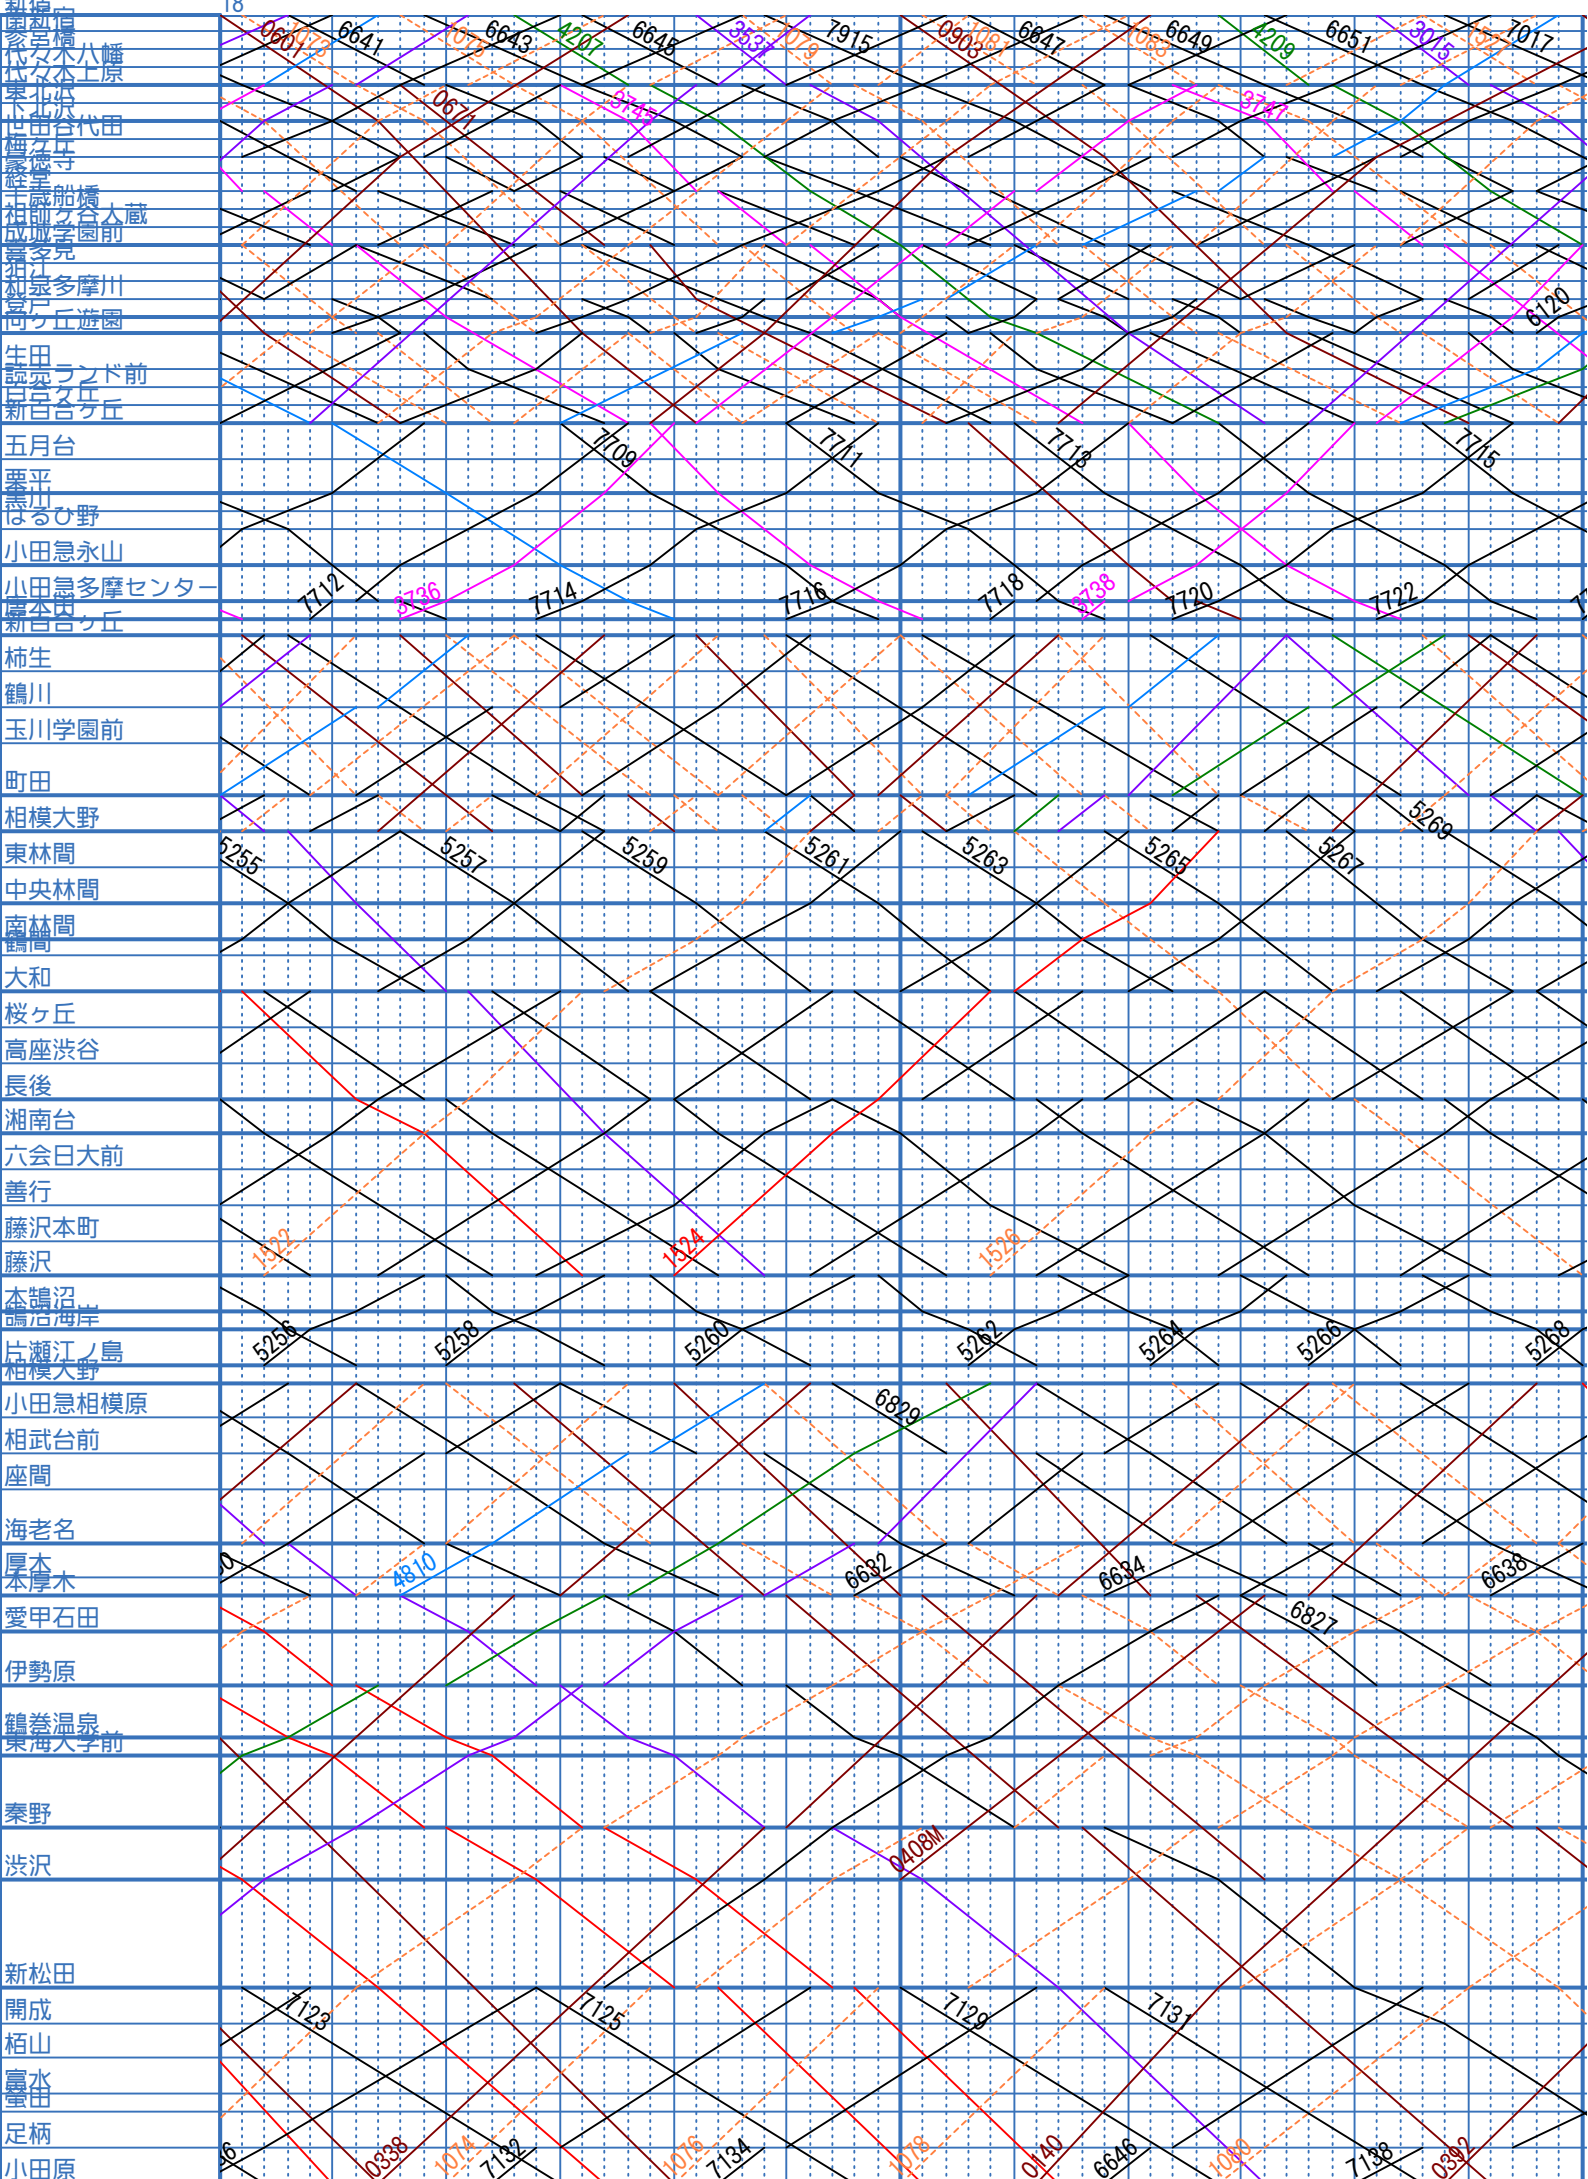 18
新宿
南新宿
参宮橋
代々木八幡
代々木上原
東北沢
下北沢
世田谷代田
梅ヶ丘
豪徳寺
経堂
千歳船橋
祖師ヶ谷大蔵
成城学園前
喜多見
狛江
和泉多摩川
登戸
向ヶ丘遊園
生田
読売ランド前
百合ヶ丘
新百合ヶ丘
五月台
栗平
黒川
はるひ野
小田急永山
小田急多摩センター
唐木田
新百合ヶ丘
柿生
鶴川
玉川学園前
町田
相模大野
東林間
中央林間
南林間
鶴間
大和
桜ヶ丘
高座渋谷
長後
湘南台
六会日大前
善行
藤沢本町
藤沢
本鵠沼
鵠沼海岸
片瀬江ノ島
相模大野
小田急相模原
相武台前
座間
海老名
厚木
本厚木
愛甲石田
伊勢原
鶴巻温泉
東海大学前
秦野
渋沢
新松田
開成
栢山
富水
螢田
足柄
小田原
0601 1073 6641 1075 6643 4207 6645 3537 1079 7915 0903 1081 6647 1083 6649 4209 6651 3015 1527 7017
0671 3745 3747
6120
7709 7711 7713 7715
7712 3736 7714 7716 7718 3738 7720 7722
5255 5257 5259 5261 5263 5265 5267 5269
1522 1524 1526
5256 5258 5260 5262 5264 5266 5268
6829
4810 6632 6634 6638
6827
0408M
7123 7125 7129 7131
0338 1074 7132 1076 7134 1078 0140 6646 1080 7138 0392